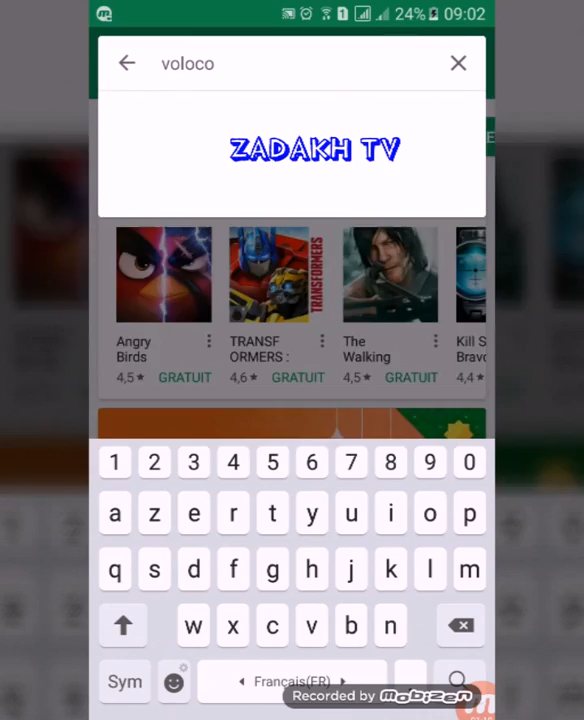 24% 09:02
voloco
ZADAKH TV
TRANSFORMERS
Angry
Birds
TRANSF
ORMERS :
The
Walking
Kill S
Bravo
4,5★ GRATUIT
4,6★ GRATUIT
4,5★ GRATUIT
4,4★
1 2 3 4 5 6 7 8 9 0
a z e r t y u i o p
q s d f g h j k l m
w x c v b n
Sym Français(FR)
Recorded by mobizen